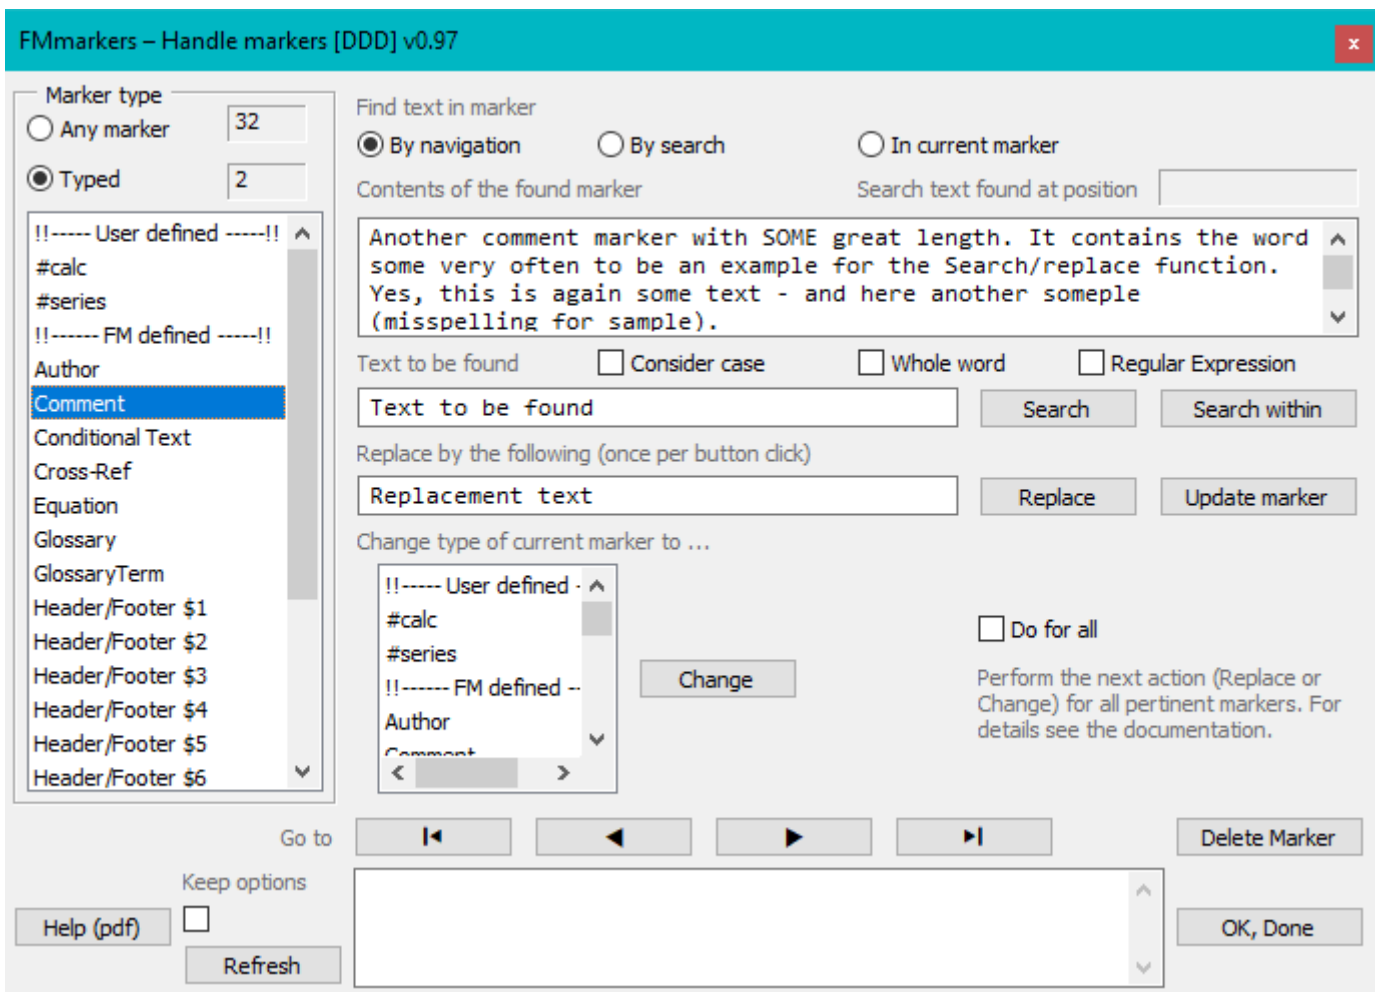 FMmarkers – Handle markers [DDD] v0.97
x
Marker type
Any marker
32
Typed
2
!!----- User defined -----!!
#calc
#series
!!------ FM defined -----!!
Author
Comment
Conditional Text
Cross-Ref
Equation
Glossary
GlossaryTerm
Header/Footer $1
Header/Footer $2
Header/Footer $3
Header/Footer $4
Header/Footer $5
Header/Footer $6
Find text in marker
By navigation
By search
In current marker
Contents of the found marker
Search text found at position
Another comment marker with SOME great length. It contains the word
some very often to be an example for the Search/replace function.
Yes, this is again some text - and here another someple
(misspelling for sample).
Text to be found
Consider case
Whole word
Regular Expression
Text to be found
Search
Search within
Replace by the following (once per button click)
Replacement text
Replace
Update marker
Change type of current marker to ...
!!----- User defined -
#calc
#series
!!------ FM defined --
Author
Comment
Change
Do for all
Perform the next action (Replace or
Change) for all pertinent markers. For
details see the documentation.
Go to
Delete Marker
Keep options
Help (pdf)
Refresh
OK, Done